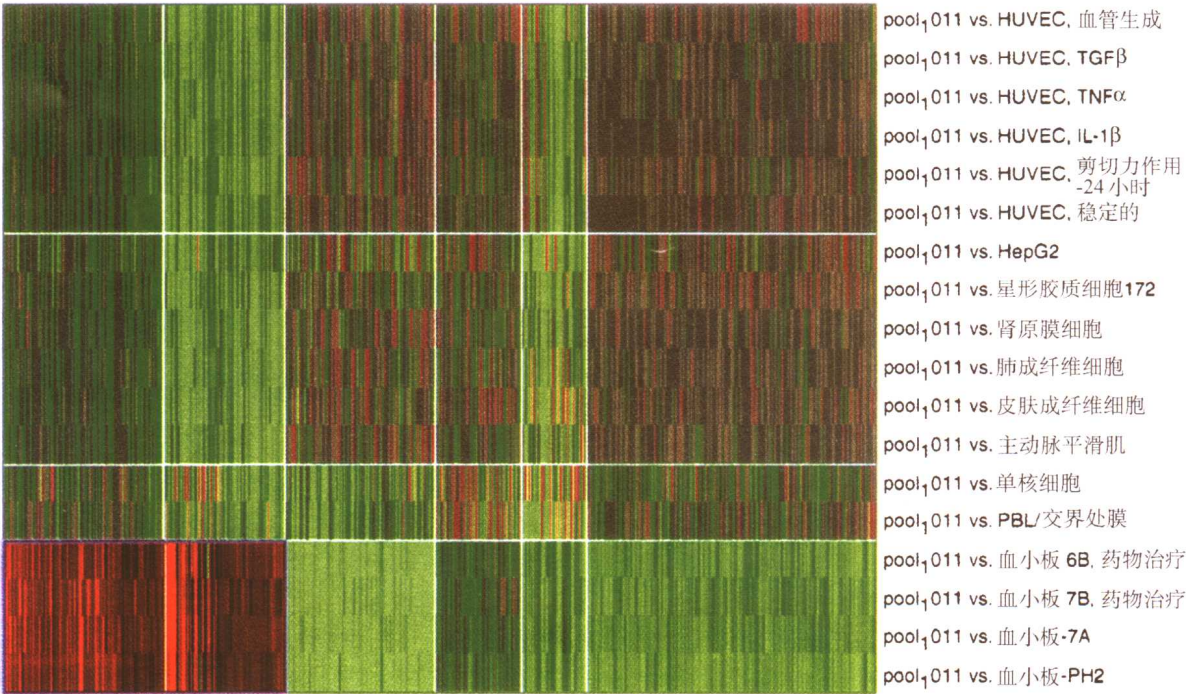 pool₁011 vs. HUVEC, 血管生成
pool₁011 vs. HUVEC, TGFβ
pool₁011 vs. HUVEC, TNFα
pool₁011 vs. HUVEC, IL-1β
pool₁011 vs. HUVEC, 剪切力作用
-24小时
pool₁011 vs. HUVEC, 稳定的
pool₁011 vs. HepG2
pool₁011 vs. 星形胶质细胞172
pool₁011 vs. 肾原膜细胞
pool₁011 vs. 肺成纤维细胞
pool₁011 vs. 皮肤成纤维细胞
pool₁011 vs. 主动脉平滑肌
pool₁011 vs. 单核细胞
pool₁011 vs. PBL/交界处膜
pool₁011 vs. 血小板 6B, 药物治疗
pool₁011 vs. 血小板 7B, 药物治疗
pool₁011 vs. 血小板-7A
pool₁011 vs. 血小板-PH2